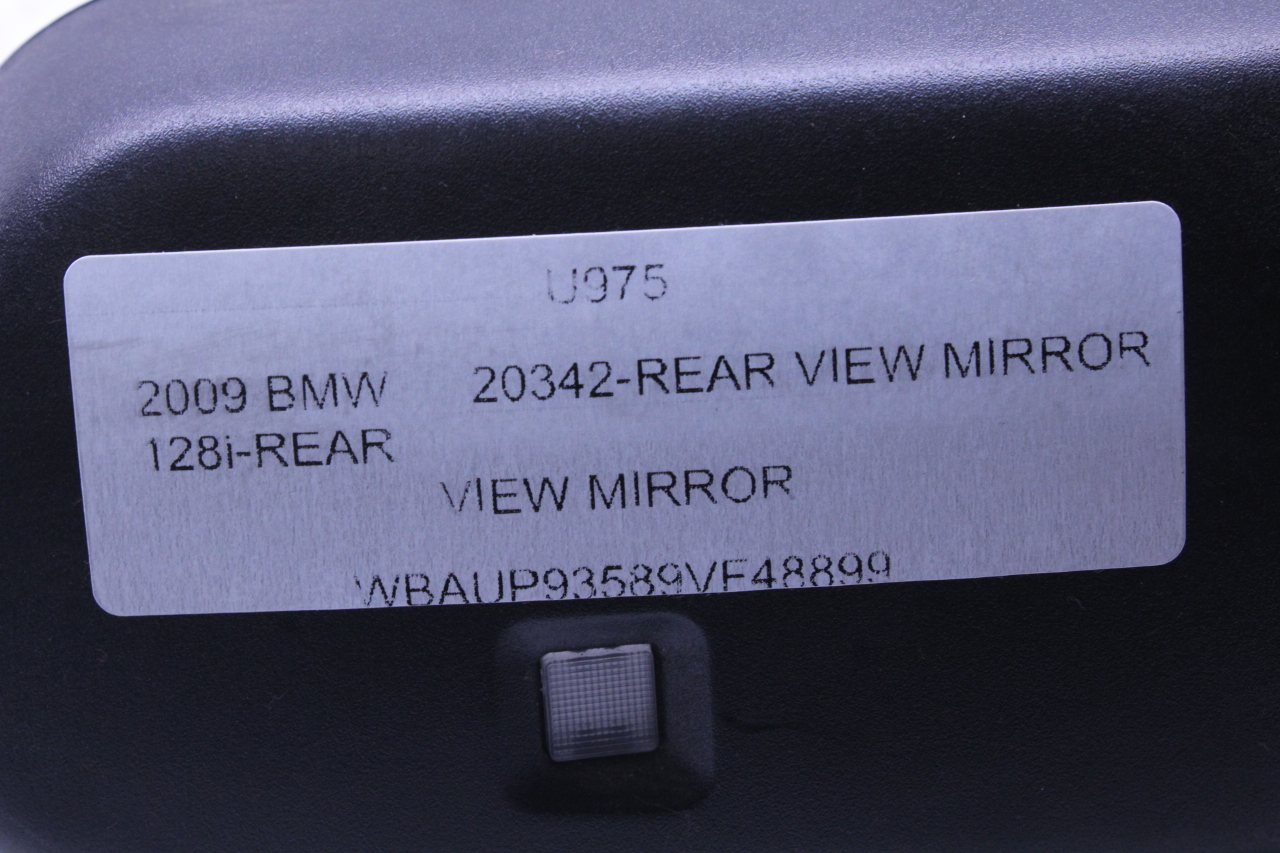 U975
2009 BMW 20342-REAR VIEW MIRROR
128i-REAR
VIEW MIRROR
WBAUP93589VF48899